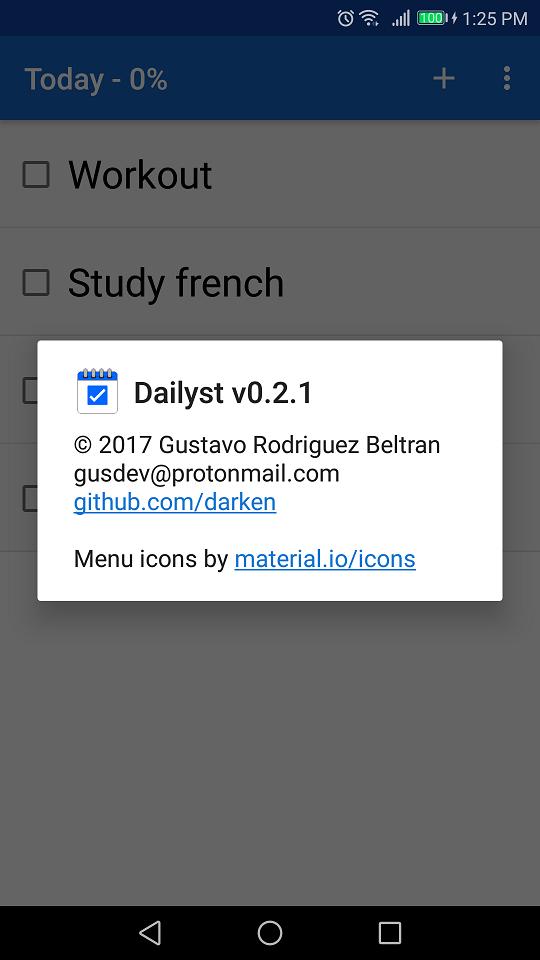 100 1:25 PM
Today - 0%
Workout
Study french
Dailyst v0.2.1
© 2017 Gustavo Rodriguez Beltran
gusdev@protonmail.com
github.com/darken
Menu icons by material.io/icons